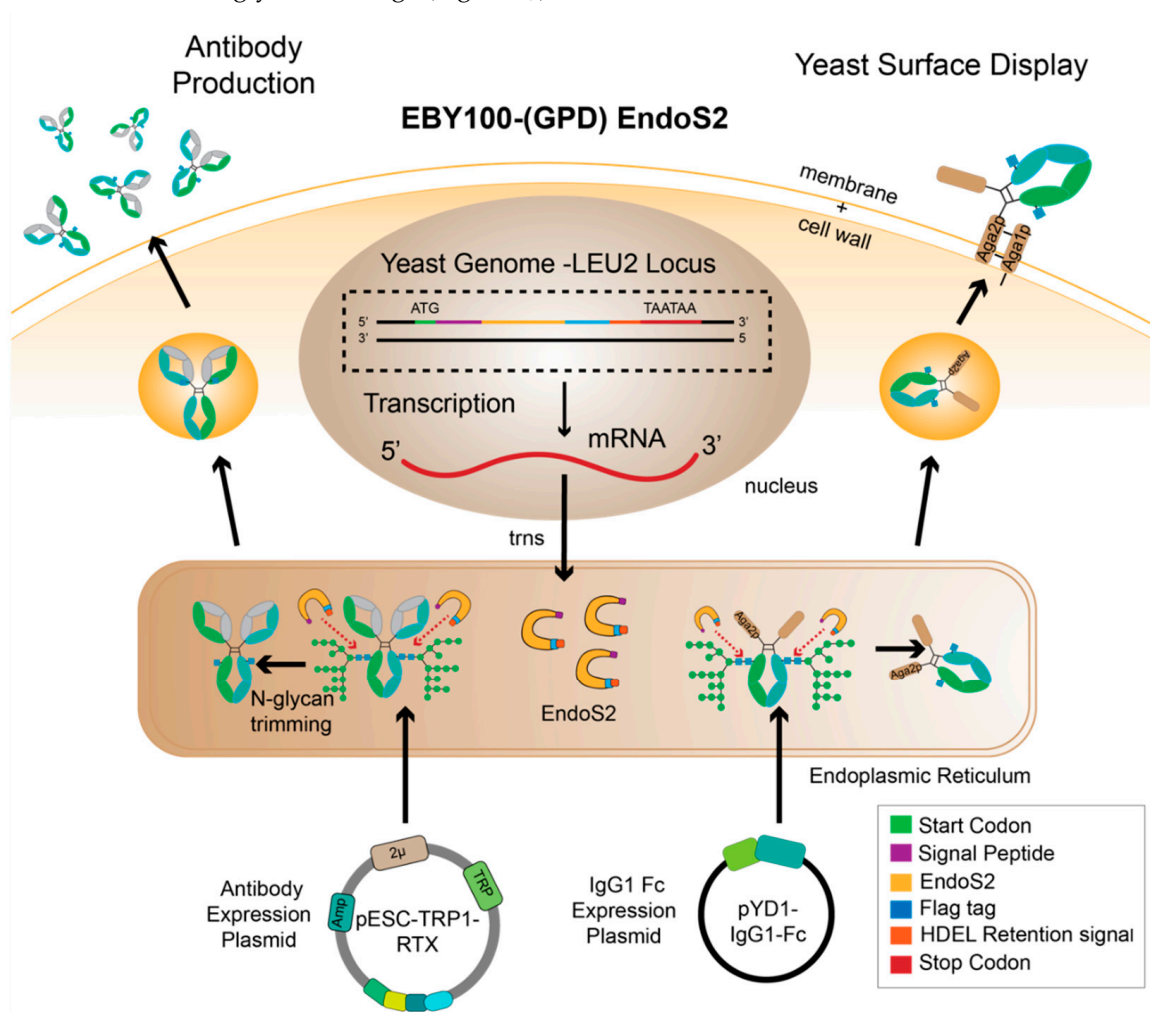 Antibody
Production
Yeast Surface Display
EBY100-(GPD) EndoS2
membrane
+
cell wall
Aga2p
Aga1p
Yeast Genome -LEU2 Locus
ATG
TAATAA
5'
3'
3'
5
Aga2p
Transcription
mRNA
5'
3'
nucleus
trns
Aga2p
Aga2p
N-glycan
trimming
EndoS2
Endoplasmic Reticulum
2μ
TRP
Amp
Antibody
Expression
Plasmid
pESC-TRP1-
RTX
IgG1 Fc
Expression
Plasmid
pYD1-
IgG1-Fc
Start Codon
Signal Peptide
EndoS2
Flag tag
HDEL Retention signal
Stop Codon